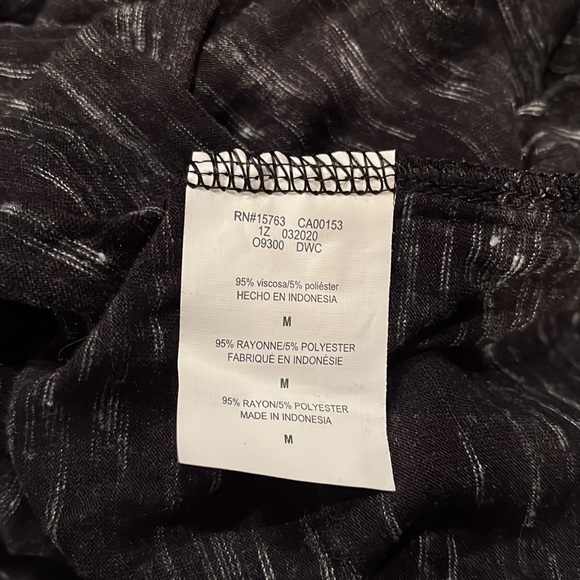 RN#15763 CA00153
1Z 032020
O9300 DWC
95% viscosa/5% poliéster
HECHO EN INDONESIA
M
95% RAYONNE/5% POLYESTER
FABRIQUÉ EN INDONÉSIE
M
95% RAYON/5% POLYESTER
MADE IN INDONESIA
M